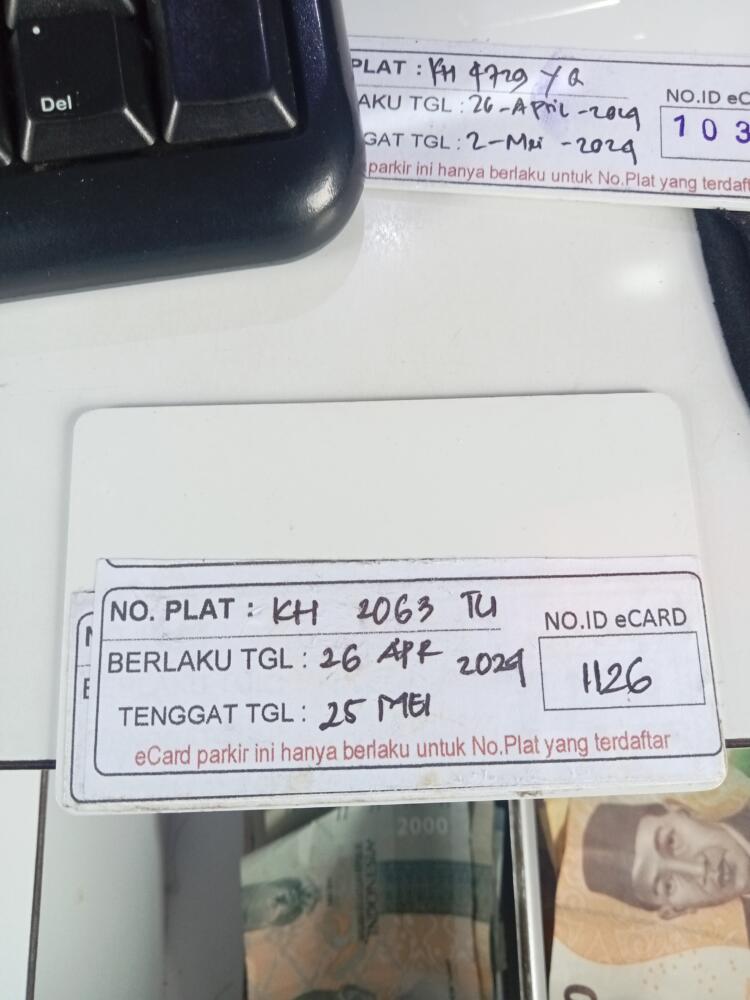 Del
PLAT : KH 4729 YQ
AKU TGL : 26-April-2024
GAT TGL : 2-Mei-2024
NO.ID eC
103
parkir ini hanya berlaku untuk No.Plat yang terdaft
NO. PLAT : KH 2063 TU
BERLAKU TGL : 26 APR 2024
TENGGAT TGL : 25 MEI
NO.ID eCARD
1126
eCard parkir ini hanya berlaku untuk No.Plat yang terdaftar
2000